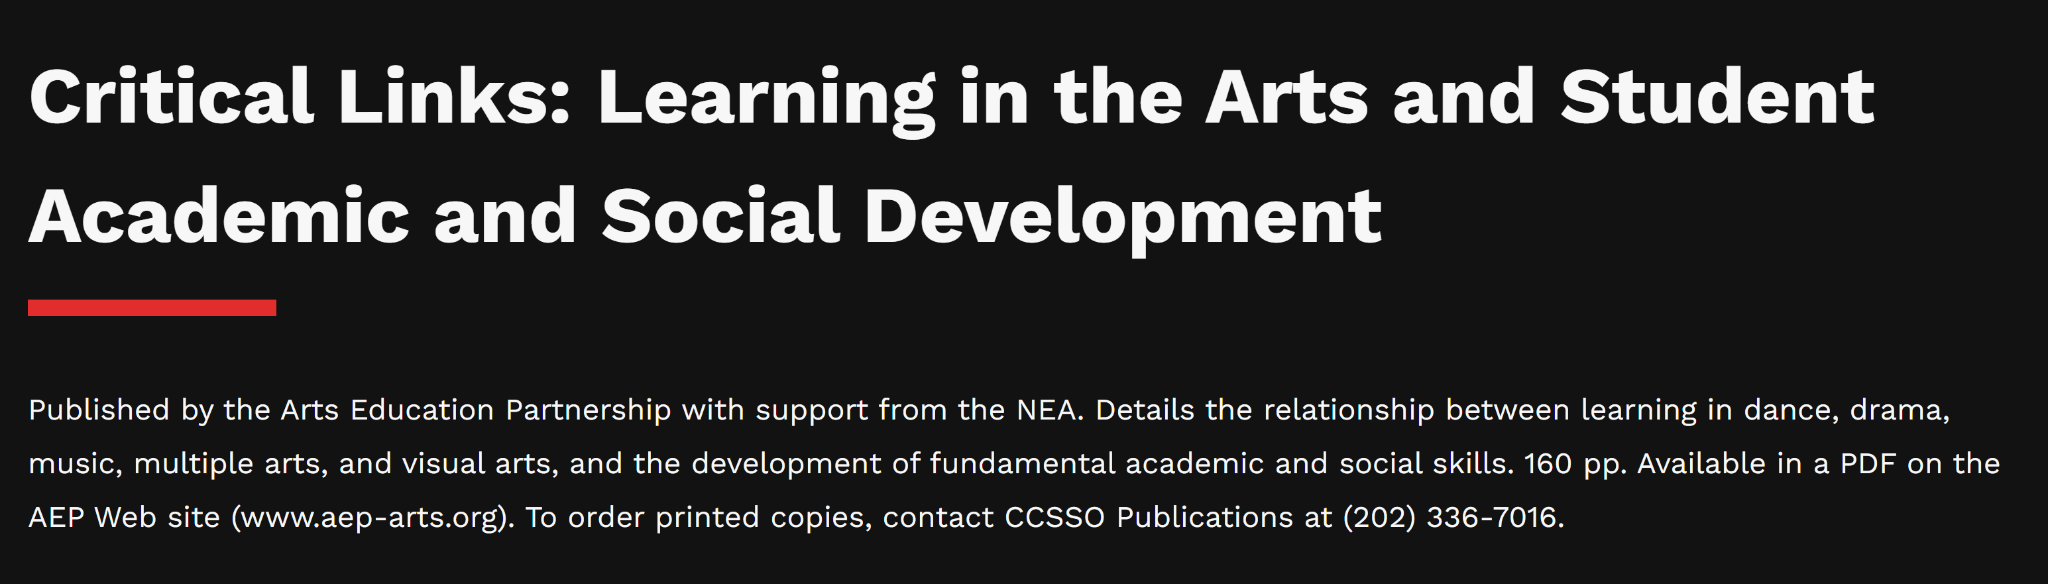 Critical Links: Learning in the Arts and Student
Academic and Social Development
Published by the Arts Education Partnership with support from the NEA. Details the relationship between learning in dance, drama,
music, multiple arts, and visual arts, and the development of fundamental academic and social skills. 160 pp. Available in a PDF on the
AEP Web site (www.aep-arts.org). To order printed copies, contact CCSSO Publications at (202) 336-7016.